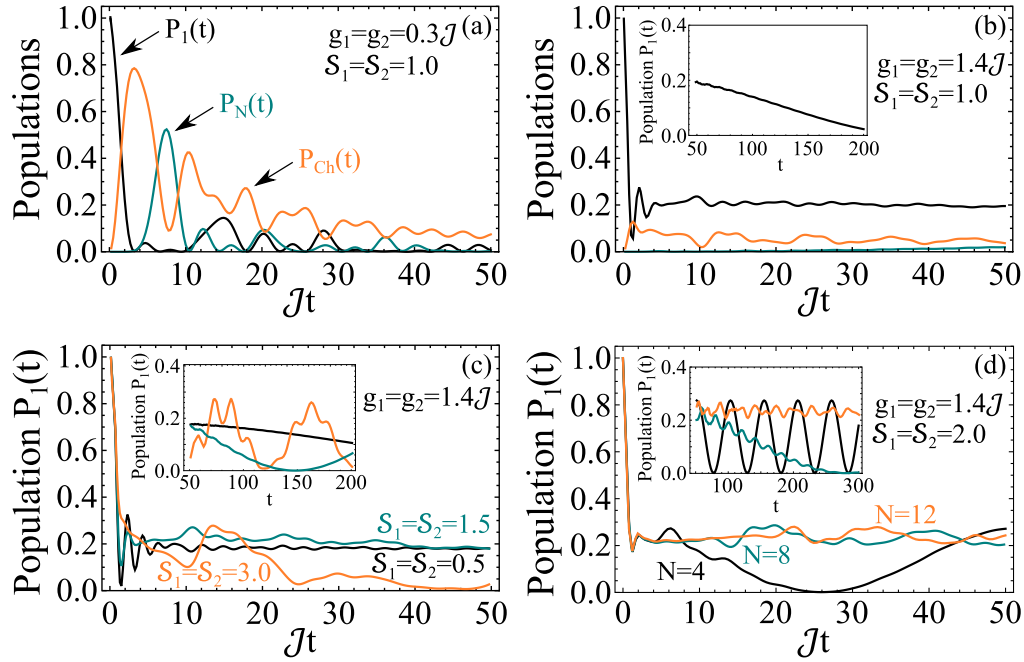 (a)
P₁(t)
g₁=g₂=0.3𝒥
𝒮₁=𝒮₂=1.0
P_N(t)
P_Ch(t)
Populations
1.0
0.8
0.6
0.4
0.2
0.0
0 10 20 30 40 50
𝒥t
(b)
g₁=g₂=1.4𝒥
𝒮₁=𝒮₂=1.0
Population P₁(t)
0.4
0.2
0.0
50 100 150 200
t
Populations
1.0
0.8
0.6
0.4
0.2
0.0
0 10 20 30 40 50
𝒥t
(c)
g₁=g₂=1.4𝒥
Population P₁(t)
0.4
0.2
0.0
50 100 150 200
t
𝒮₁=𝒮₂=1.5
𝒮₁=𝒮₂=0.5
𝒮₁=𝒮₂=3.0
Population P₁(t)
1.0
0.8
0.6
0.4
0.2
0.0
0 10 20 30 40 50
𝒥t
(d)
g₁=g₂=1.4𝒥
𝒮₁=𝒮₂=2.0
Population P₁(t)
0.4
0.2
0.0
100 200 300
t
N=12
N=8
N=4
Population P₁(t)
1.0
0.8
0.6
0.4
0.2
0.0
0 10 20 30 40 50
𝒥t